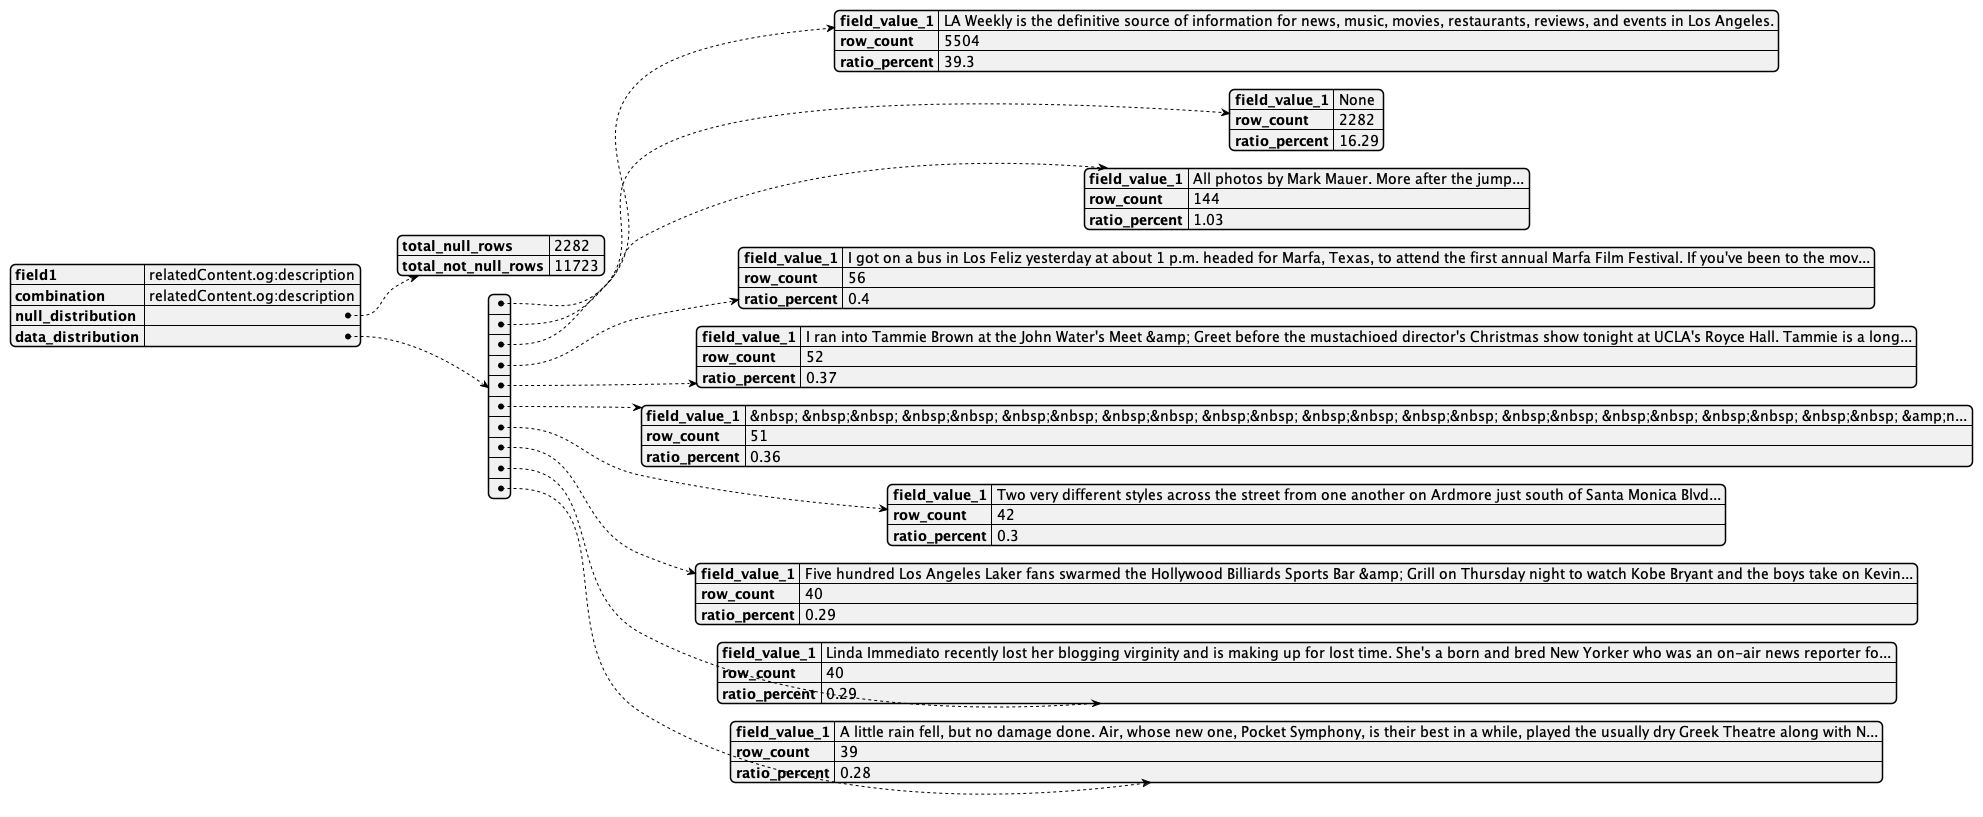 field_value_1 LA Weekly is the definitive source of information for news, music, movies, restaurants, reviews, and events in Los Angeles.
row_count 5504
ratio_percent 39.3
field_value_1 None
row_count 2282
ratio_percent 16.29
field_value_1 All photos by Mark Mauer. More after the jump...
row_count 144
ratio_percent 1.03
total_null_rows 2282
total_not_null_rows 11723
field1 relatedContent.og:description
combination relatedContent.og:description
null_distribution
data_distribution
field_value_1 I got on a bus in Los Feliz yesterday at about 1 p.m. headed for Marfa, Texas, to attend the first annual Marfa Film Festival. If you've been to the mov...
row_count 56
ratio_percent 0.4
field_value_1 I ran into Tammie Brown at the John Water's Meet &amp; Greet before the mustachioed director's Christmas show tonight at UCLA's Royce Hall. Tammie is a long...
row_count 52
ratio_percent 0.37
field_value_1 &nbsp; &nbsp;&nbsp; &nbsp;&nbsp; &nbsp;&nbsp; &nbsp;&nbsp; &nbsp;&nbsp; &nbsp;&nbsp; &nbsp;&nbsp; &nbsp;&nbsp; &nbsp;&nbsp; &nbsp;&nbsp; &nbsp;&nbsp; &amp;n...
row_count 51
ratio_percent 0.36
field_value_1 Two very different styles across the street from one another on Ardmore just south of Santa Monica Blvd...
row_count 42
ratio_percent 0.3
field_value_1 Five hundred Los Angeles Laker fans swarmed the Hollywood Billiards Sports Bar &amp; Grill on Thursday night to watch Kobe Bryant and the boys take on Kevin...
row_count 40
ratio_percent 0.29
field_value_1 Linda Immediato recently lost her blogging virginity and is making up for lost time. She's a born and bred New Yorker who was an on-air news reporter fo...
row_count 40
ratio_percent 0.29
field_value_1 A little rain fell, but no damage done. Air, whose new one, Pocket Symphony, is their best in a while, played the usually dry Greek Theatre along with N...
row_count 39
ratio_percent 0.28